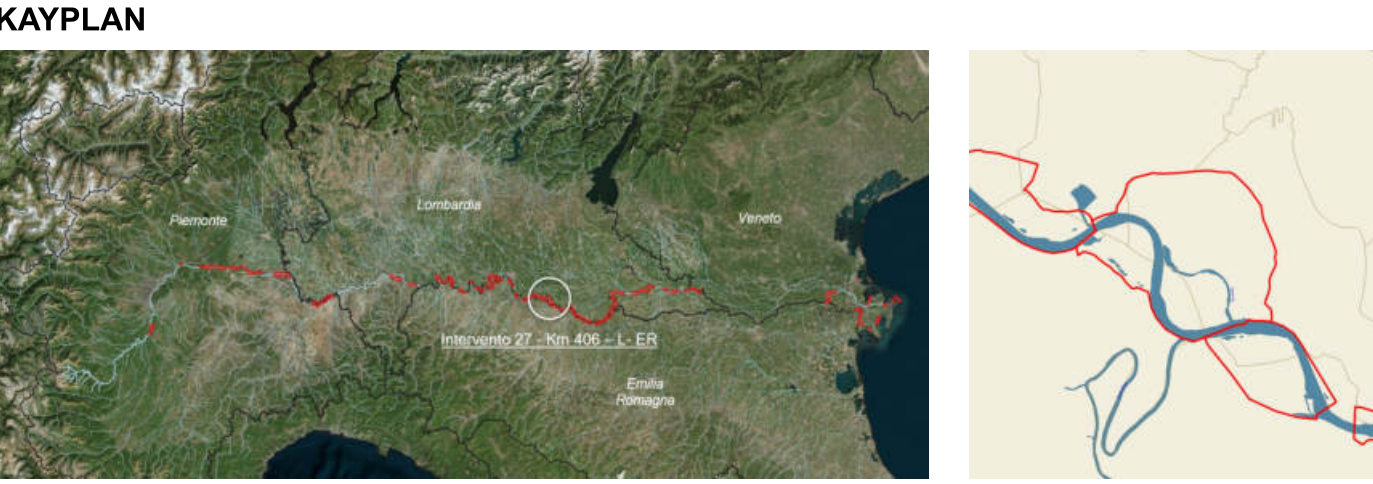 KAYPLAN
Piemonte
Lombardia
Veneto
Intervento 27 - Km 406 – L- ER
Emilia
Romagna